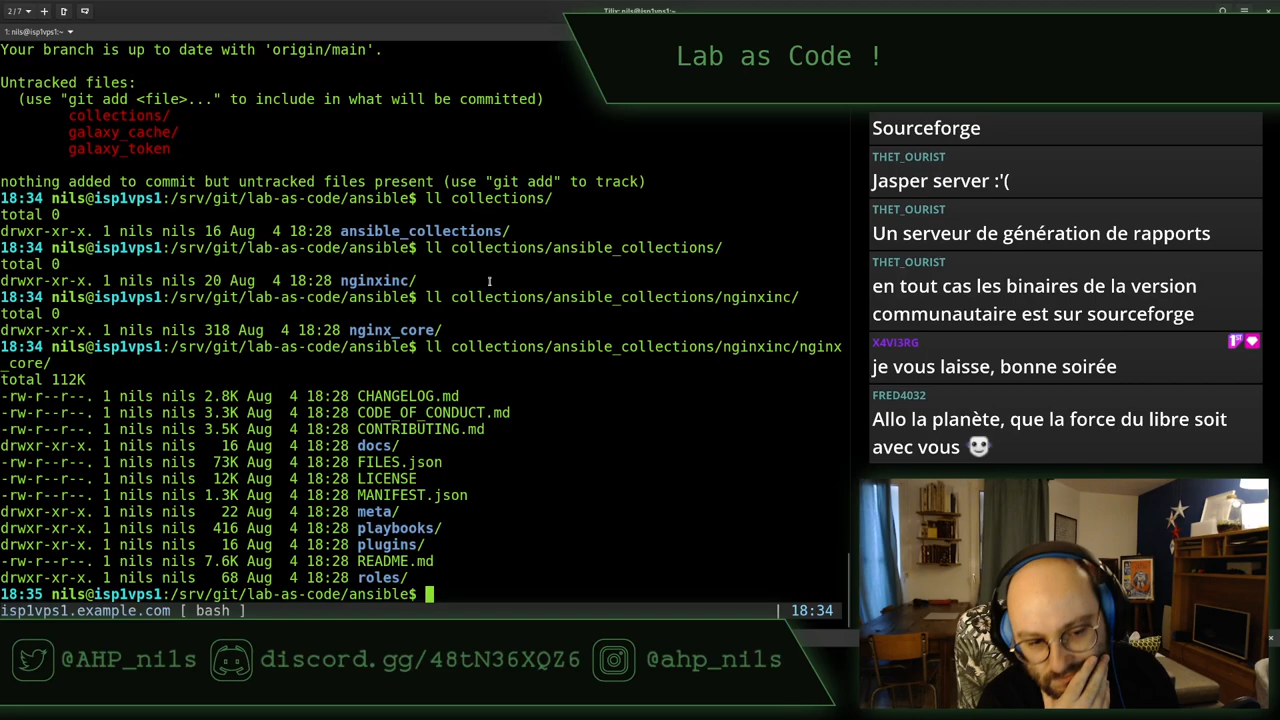 2/7
Tilix: nils@isp1vps1:~
1: nils@isp1vps1:~
Your branch is up to date with 'origin/main'.
Untracked files:
(use "git add <file>..." to include in what will be committed)
collections/
galaxy_cache/
galaxy_token
nothing added to commit but untracked files present (use "git add" to track)
18:34 nils@isp1vps1:/srv/git/lab-as-code/ansible$ ll collections/
total 0
drwxr-xr-x. 1 nils nils 16 Aug  4 18:28 ansible_collections/
18:34 nils@isp1vps1:/srv/git/lab-as-code/ansible$ ll collections/ansible_collections/
total 0
drwxr-xr-x. 1 nils nils 20 Aug  4 18:28 nginxinc/
18:34 nils@isp1vps1:/srv/git/lab-as-code/ansible$ ll collections/ansible_collections/nginxinc/
total 0
drwxr-xr-x. 1 nils nils 318 Aug  4 18:28 nginx_core/
18:34 nils@isp1vps1:/srv/git/lab-as-code/ansible$ ll collections/ansible_collections/nginxinc/nginx
_core/
total 112K
-rw-r--r--. 1 nils nils 2.8K Aug  4 18:28 CHANGELOG.md
-rw-r--r--. 1 nils nils 3.3K Aug  4 18:28 CODE_OF_CONDUCT.md
-rw-r--r--. 1 nils nils 3.5K Aug  4 18:28 CONTRIBUTING.md
drwxr-xr-x. 1 nils nils   16 Aug  4 18:28 docs/
-rw-r--r--. 1 nils nils  73K Aug  4 18:28 FILES.json
-rw-r--r--. 1 nils nils  12K Aug  4 18:28 LICENSE
-rw-r--r--. 1 nils nils 1.3K Aug  4 18:28 MANIFEST.json
drwxr-xr-x. 1 nils nils   22 Aug  4 18:28 meta/
drwxr-xr-x. 1 nils nils  416 Aug  4 18:28 playbooks/
drwxr-xr-x. 1 nils nils   16 Aug  4 18:28 plugins/
-rw-r--r--. 1 nils nils 7.6K Aug  4 18:28 README.md
drwxr-xr-x. 1 nils nils   68 Aug  4 18:28 roles/
18:35 nils@isp1vps1:/srv/git/lab-as-code/ansible$
isp1vps1.example.com [ bash ] | 18:34
Lab as Code !
Sourceforge
THET_OURIST
Jasper server :'(
THET_OURIST
Un serveur de génération de rapports
THET_OURIST
en tout cas les binaires de la version
communautaire est sur sourceforge
X4VI3RG
1ST
je vous laisse, bonne soirée
FRED4032
Allo la planète, que la force du libre soit
avec vous
@AHP_nils discord.gg/48tN36XQZ6 @ahp_nils